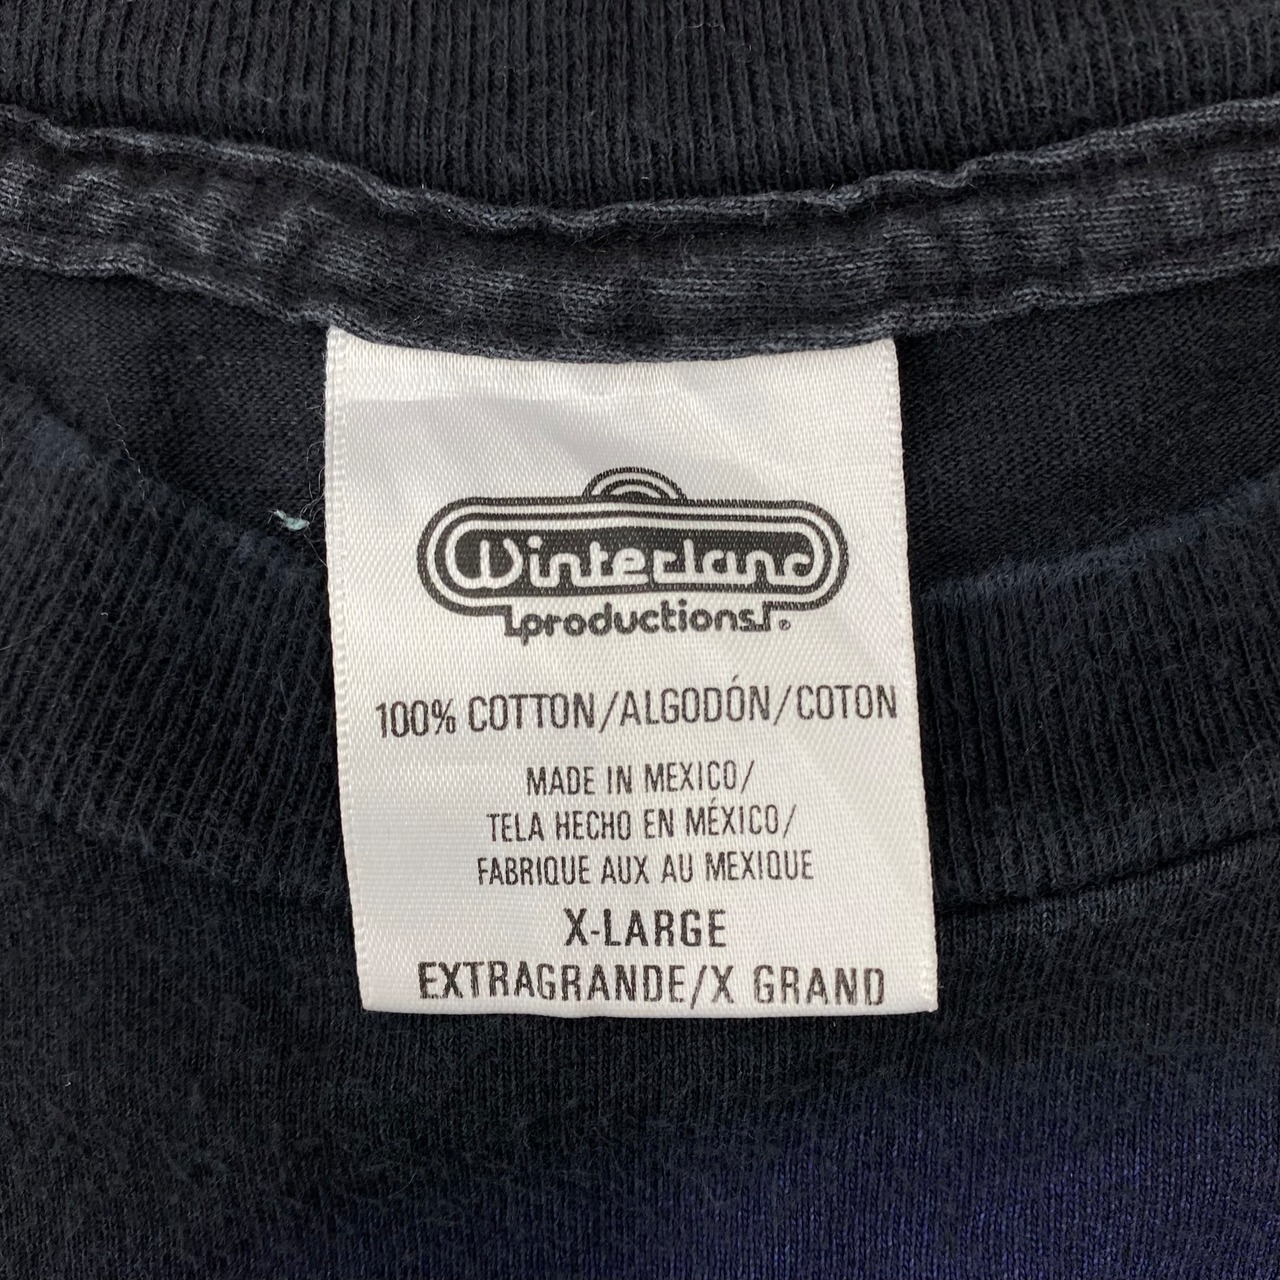 Winterland
productions®
100% COTTON/ALGODÓN/COTON
MADE IN MEXICO/
TELA HECHO EN MÉXICO/
FABRIQUE AUX AU MEXIQUE
X-LARGE
EXTRAGRANDE/X GRAND